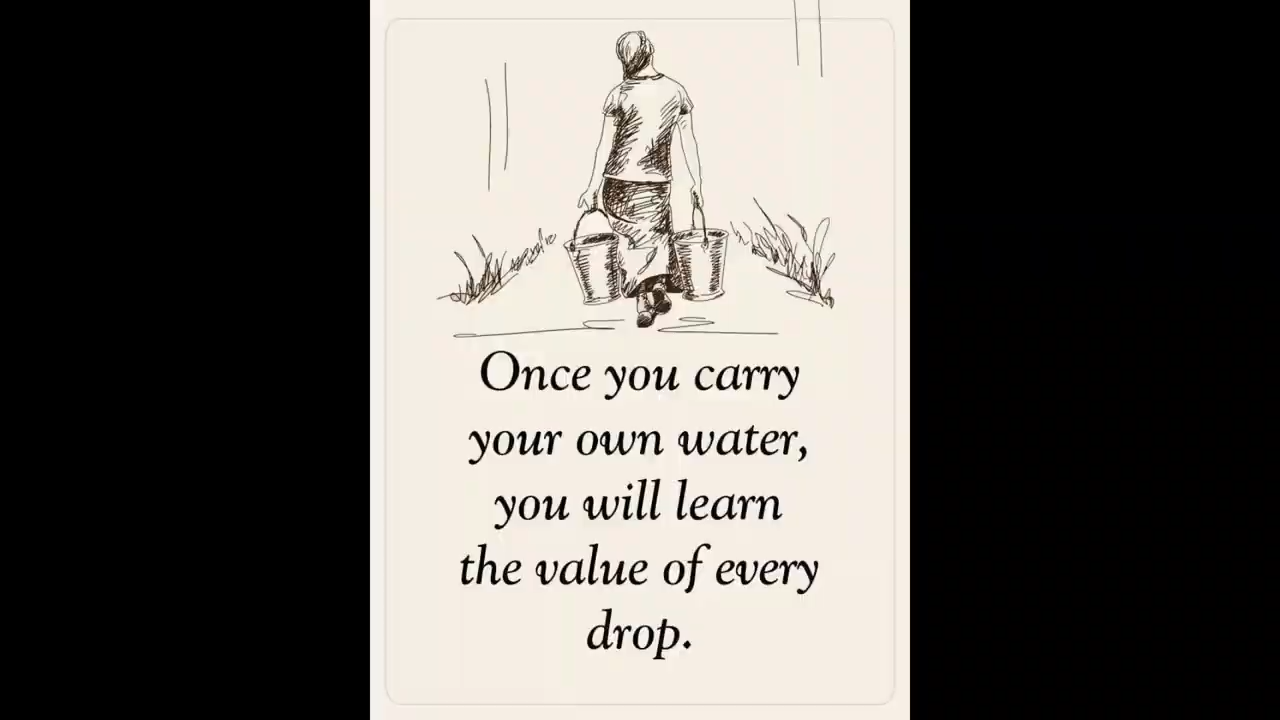 Once you carry
your own water,
you will learn
the value of every
drop.